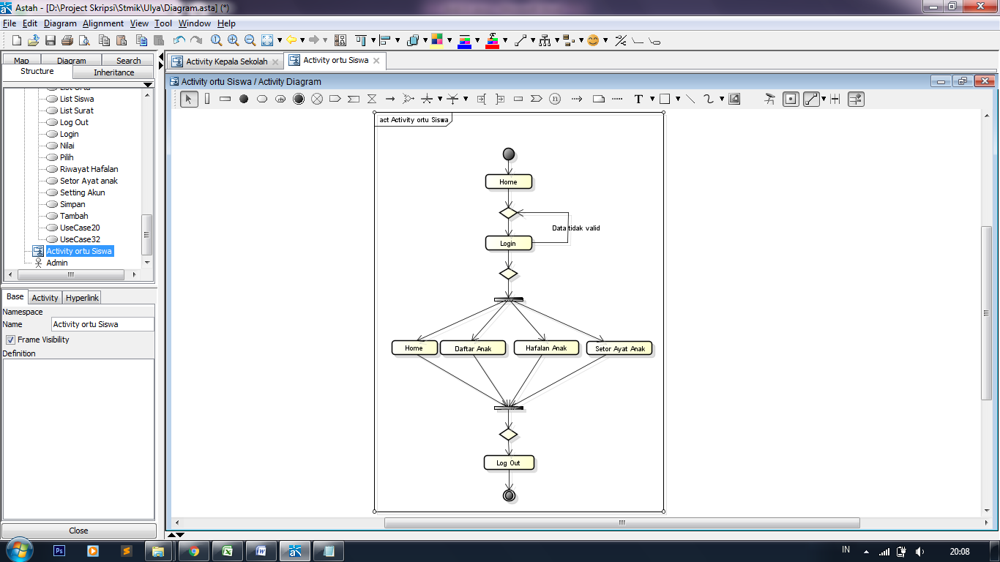 Astah - [D:\Project Skripsi\Stmik\Ulya\Diagram.asta] (*)
File Edit Diagram Alignment View Tool Window Help
Map Diagram Search
Structure Inheritance
List Siswa
List Surat
Log Out
Login
Nilai
Pilih
Riwayat Hafalan
Setor Ayat anak
Setting Akun
Simpan
Tambah
UseCase20
UseCase32
Activity ortu Siswa
Admin
Base Activity Hyperlink
Namespace
Name Activity ortu Siswa
Frame Visibility
Definition
Close
Activity Kepala Sekolah Activity ortu Siswa
Activity ortu Siswa / Activity Diagram
T
act Activity ortu Siswa
Home
Data tidak valid
Login
Home Daftar Anak Hafalan Anak Setor Ayat Anak
Log Out
Ps
IN
20:08